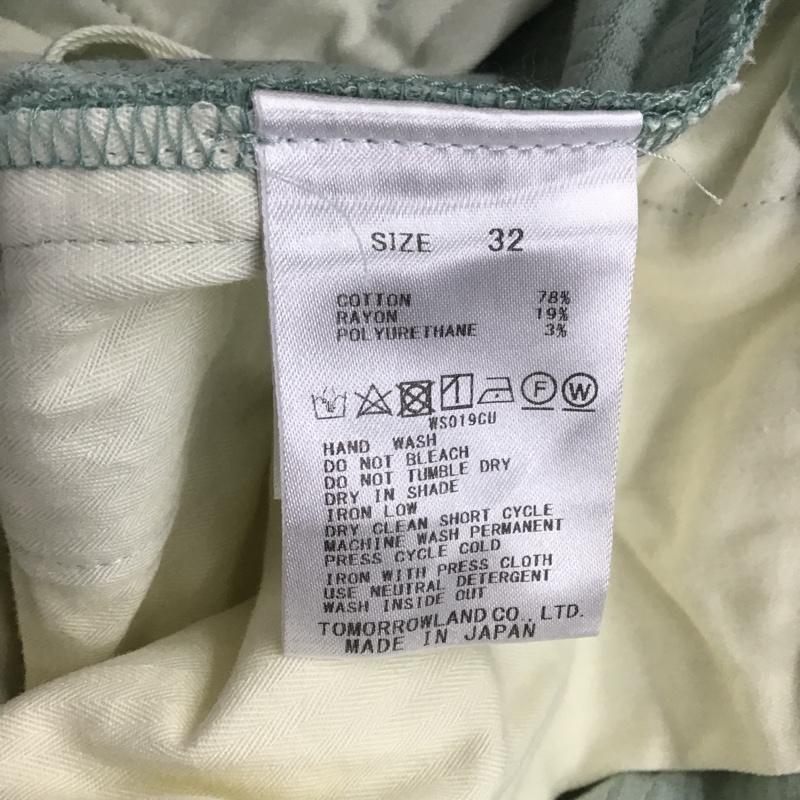 SIZE 32
COTTON 78%
RAYON 19%
POLYURETHANE 3%
F W
WS019GU
HAND WASH
DO NOT BLEACH
DO NOT TUMBLE DRY
DRY IN SHADE
IRON LOW
DRY CLEAN SHORT CYCLE
MACHINE WASH PERMANENT
PRESS CYCLE COLD
IRON WITH PRESS CLOTH
USE NEUTRAL DETERGENT
WASH INSIDE OUT
TOMORROWLAND CO., LTD.
MADE IN JAPAN